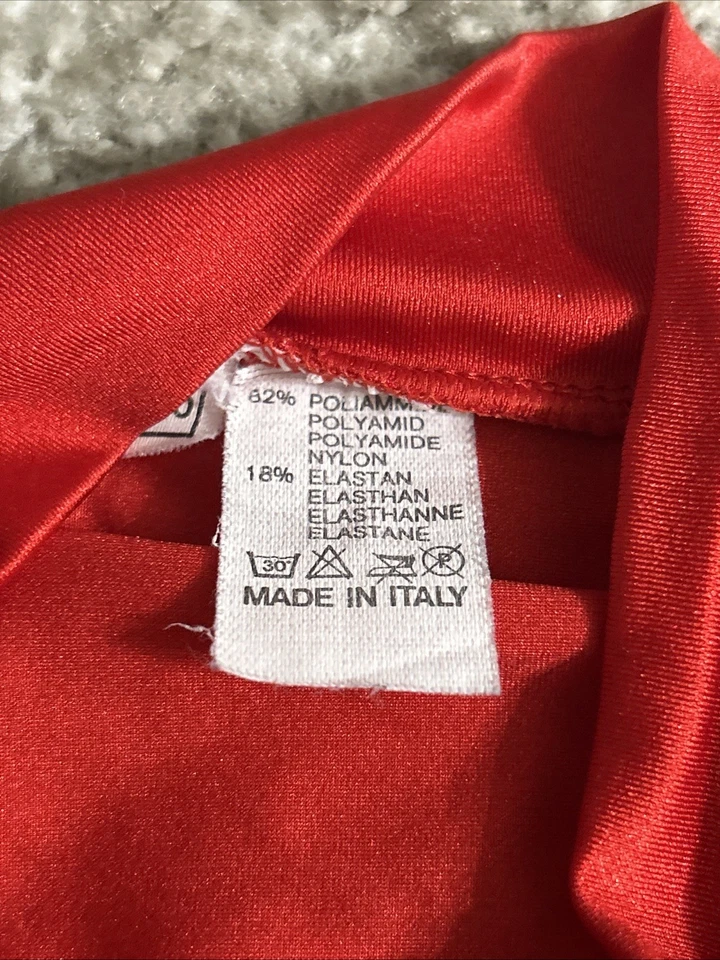 82% POLIAMMIDE
POLYAMID
POLYAMIDE
NYLON
18% ELASTAN
ELASTHAN
ELASTHANNE
ELASTANE
30° P
MADE IN ITALY